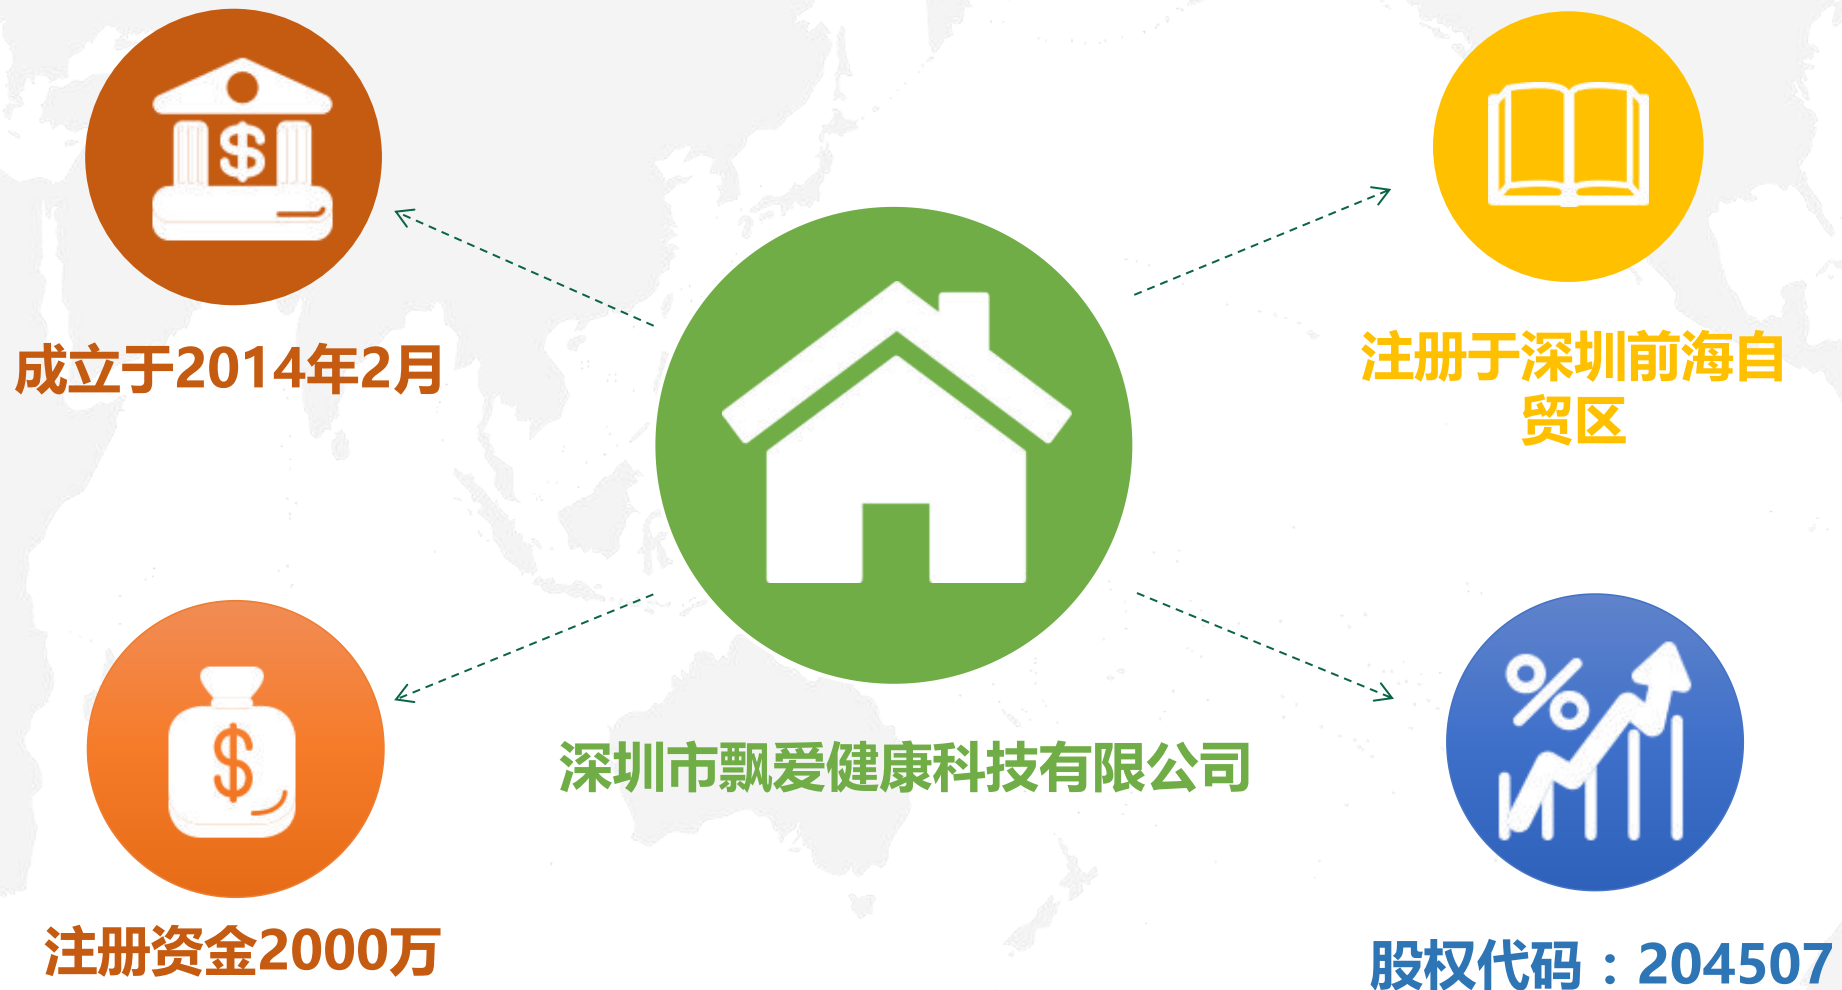 成立于2014年2月
注册于深圳前海自
贸区
深圳市飘爱健康科技有限公司
注册资金2000万
股权代码：204507